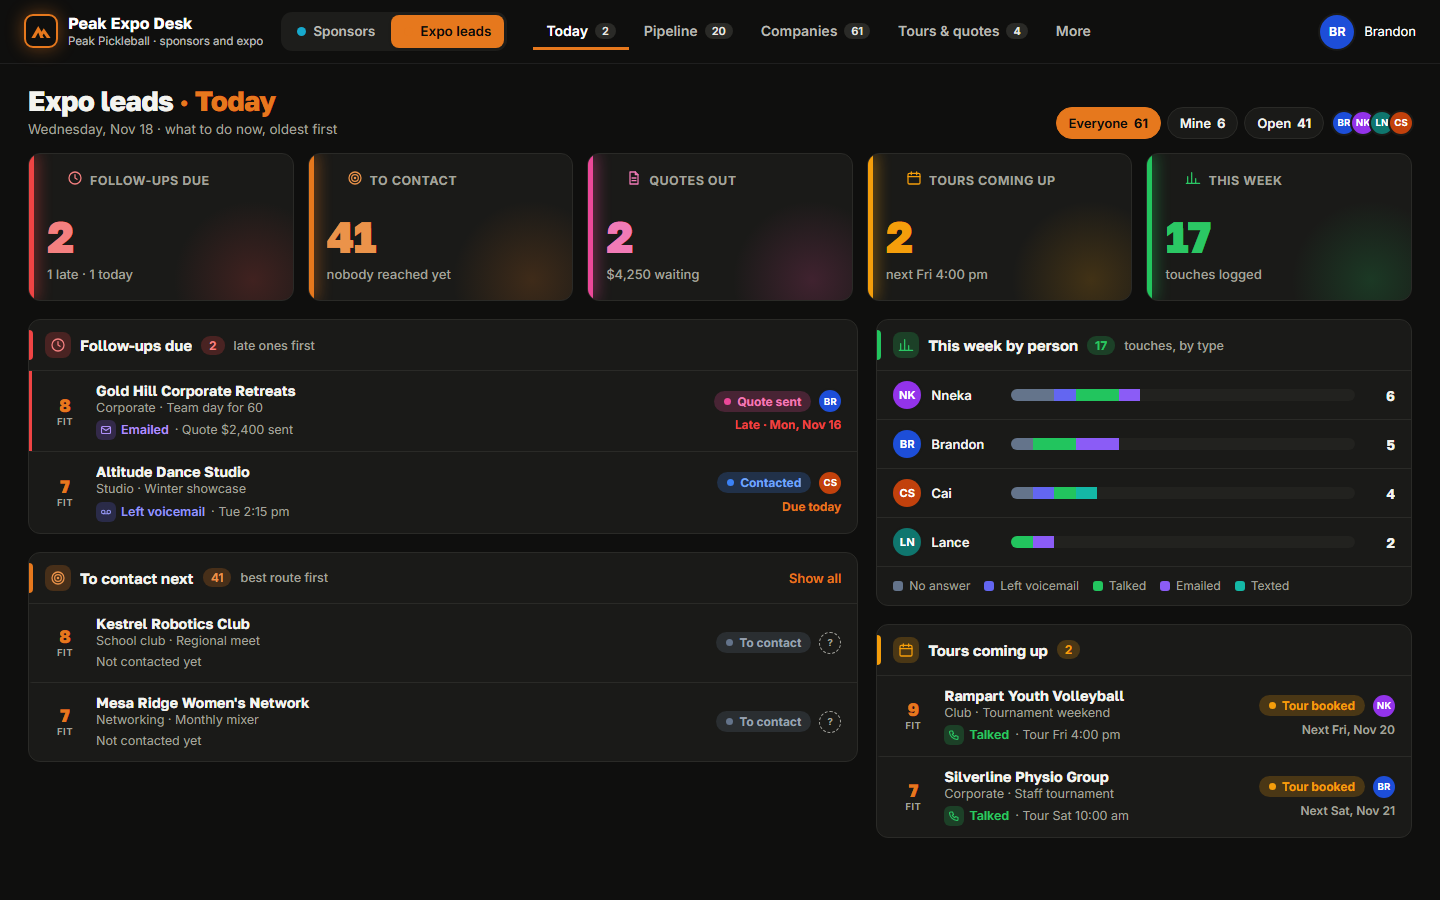 Peak Expo Desk
Peak Pickleball · sponsors and expo
Sponsors
Expo leads
Today 2
Pipeline 20
Companies 61
Tours & quotes 4
More
BR
Brandon
Expo leads · Today
Wednesday, Nov 18 · what to do now, oldest first
Everyone 61
Mine 6
Open 41
BR NK LN CS
FOLLOW-UPS DUE
2
1 late · 1 today
TO CONTACT
41
nobody reached yet
QUOTES OUT
2
$4,250 waiting
TOURS COMING UP
2
next Fri 4:00 pm
THIS WEEK
17
touches logged
Follow-ups due 2 late ones first
8 FIT
Gold Hill Corporate Retreats
Corporate · Team day for 60
Emailed · Quote $2,400 sent
Quote sent BR
Late · Mon, Nov 16
7 FIT
Altitude Dance Studio
Studio · Winter showcase
Left voicemail · Tue 2:15 pm
Contacted CS
Due today
To contact next 41 best route first
Show all
8 FIT
Kestrel Robotics Club
School club · Regional meet
Not contacted yet
To contact ?
7 FIT
Mesa Ridge Women's Network
Networking · Monthly mixer
Not contacted yet
To contact ?
This week by person 17 touches, by type
NK Nneka 6
BR Brandon 5
CS Cai 4
LN Lance 2
No answer Left voicemail Talked Emailed Texted
Tours coming up 2
9 FIT
Rampart Youth Volleyball
Club · Tournament weekend
Talked · Tour Fri 4:00 pm
Tour booked NK
Next Fri, Nov 20
7 FIT
Silverline Physio Group
Corporate · Staff tournament
Talked · Tour Sat 10:00 am
Tour booked BR
Next Sat, Nov 21